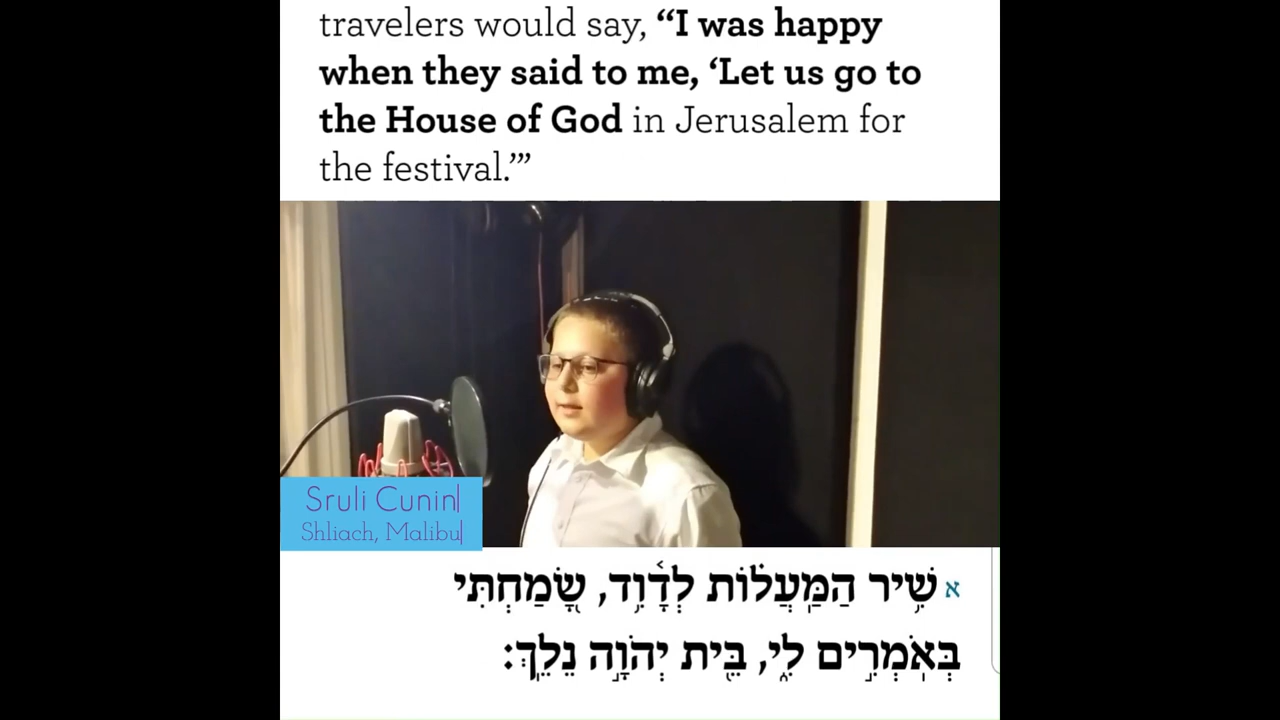 travelers would say, “I was happy
when they said to me, ‘Let us go to
the House of God in Jerusalem for
the festival.’”
Sruli Cunin
Shliach, Malibu
א שִׁ֥יר הַמַּֽעֲל֗וֹת לְדָ֫וִ֥ד, שָׂ֭מַחְתִּי
בְּאֹֽמְרִ֣ים לִ֑י, בֵּ֖ית יְהֹוָ֣ה נֵלֵֽךְ: